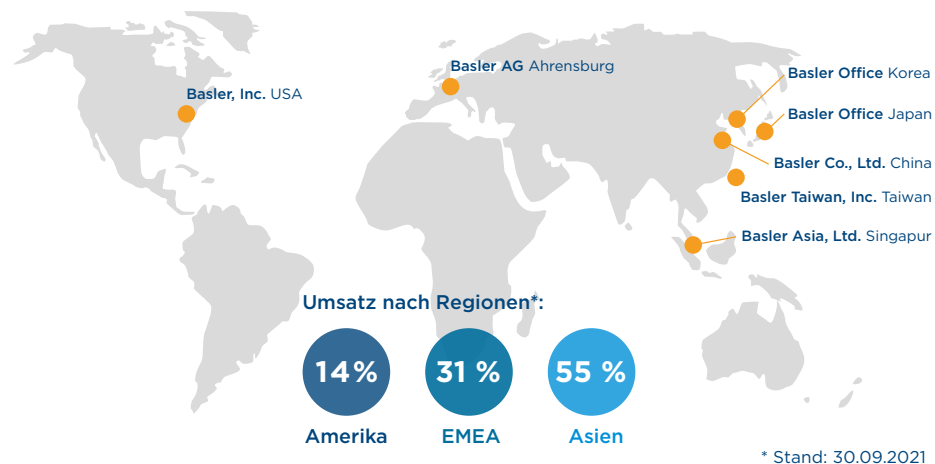 Basler AG Ahrensburg
Basler, Inc. USA
Basler Office Korea
Basler Office Japan
Basler Co., Ltd. China
Basler Taiwan, Inc. Taiwan
Basler Asia, Ltd. Singapur
Umsatz nach Regionen*:
14 %
31 %
55 %
Amerika
EMEA
Asien
* Stand: 30.09.2021